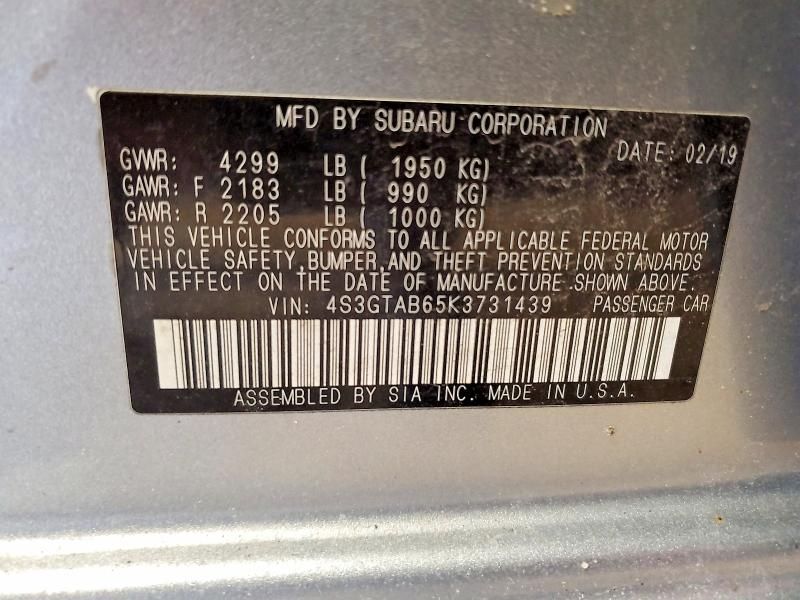 MFD BY SUBARU CORPORATION
DATE: 02/19
GVWR: 4299 LB ( 1950 KG)
GAWR: F 2183 LB ( 990 KG)
GAWR: R 2205 LB ( 1000 KG)
THIS VEHICLE CONFORMS TO ALL APPLICABLE FEDERAL MOTOR
VEHICLE SAFETY, BUMPER, AND THEFT PREVENTION STANDARDS
IN EFFECT ON THE DATE OF MANUFACTURE SHOWN ABOVE.
VIN: 4S3GTAB65K3731439 PASSENGER CAR
ASSEMBLED BY SIA INC. MADE IN U.S.A.